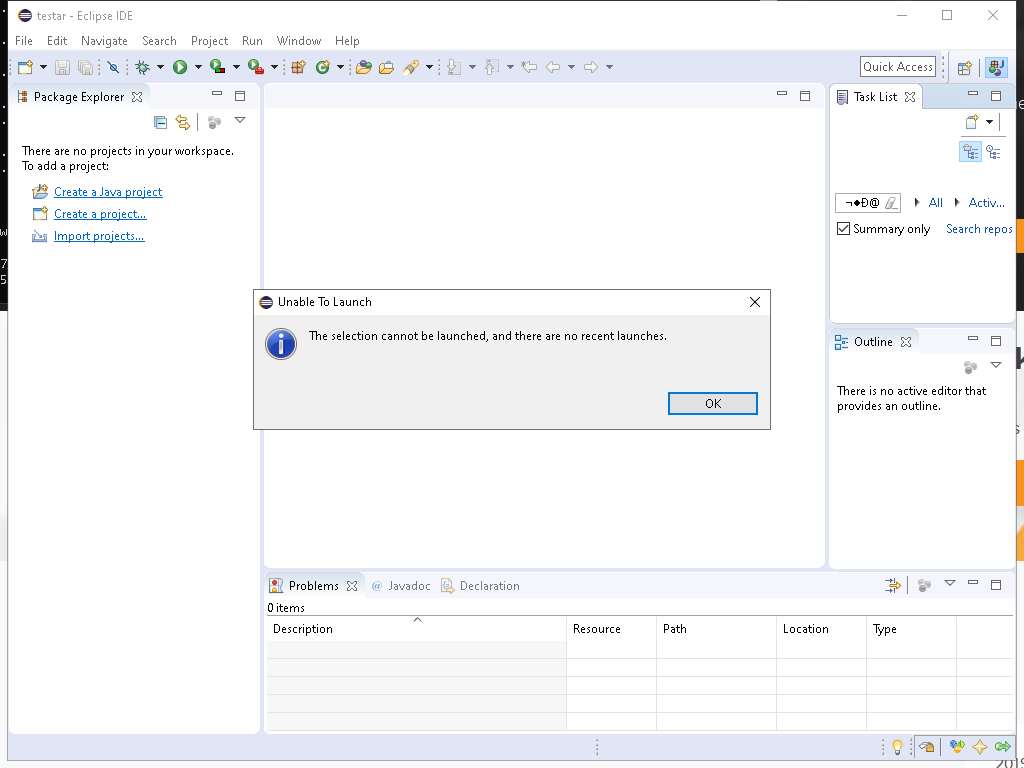 testar - Eclipse IDE
File Edit Navigate Search Project Run Window Help
Quick Access
Package Explorer
There are no projects in your workspace.
To add a project:
Create a Java project
Create a project...
Import projects...
Task List
¬◆Ð@ All Activ...
Summary only Search repos
Unable To Launch
The selection cannot be launched, and there are no recent launches.
OK
Outline
There is no active editor that
provides an outline.
Problems @ Javadoc Declaration
0 items
Description Resource Path Location Type